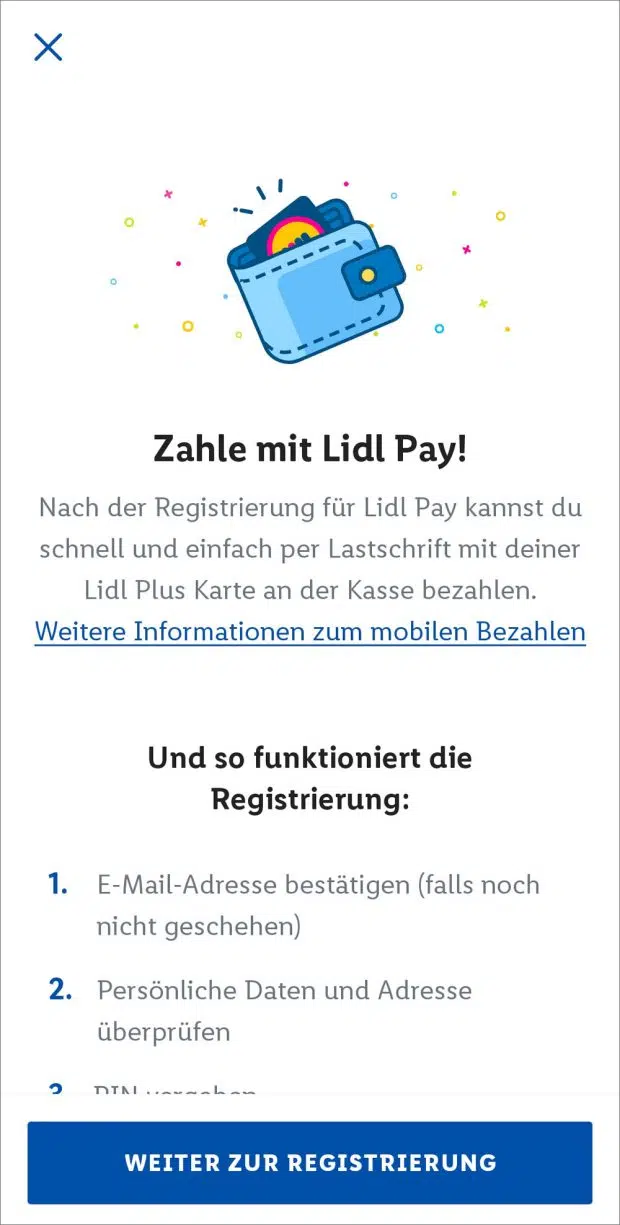 Zahle mit Lidl Pay!
Nach der Registrierung für Lidl Pay kannst du
schnell und einfach per Lastschrift mit deiner
Lidl Plus Karte an der Kasse bezahlen.
Weitere Informationen zum mobilen Bezahlen
Und so funktioniert die
Registrierung:
1. E-Mail-Adresse bestätigen (falls noch
nicht geschehen)
2. Persönliche Daten und Adresse
überprüfen
3. PIN vergeben
WEITER ZUR REGISTRIERUNG